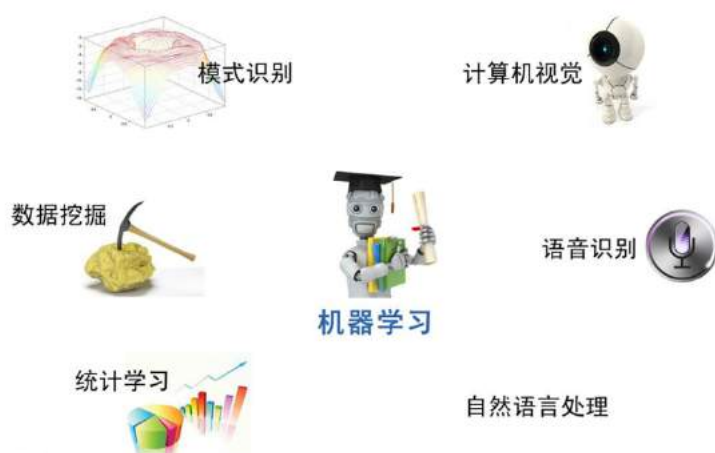 模式识别
计算机视觉
数据挖掘
语音识别
机器学习
统计学习
自然语言处理